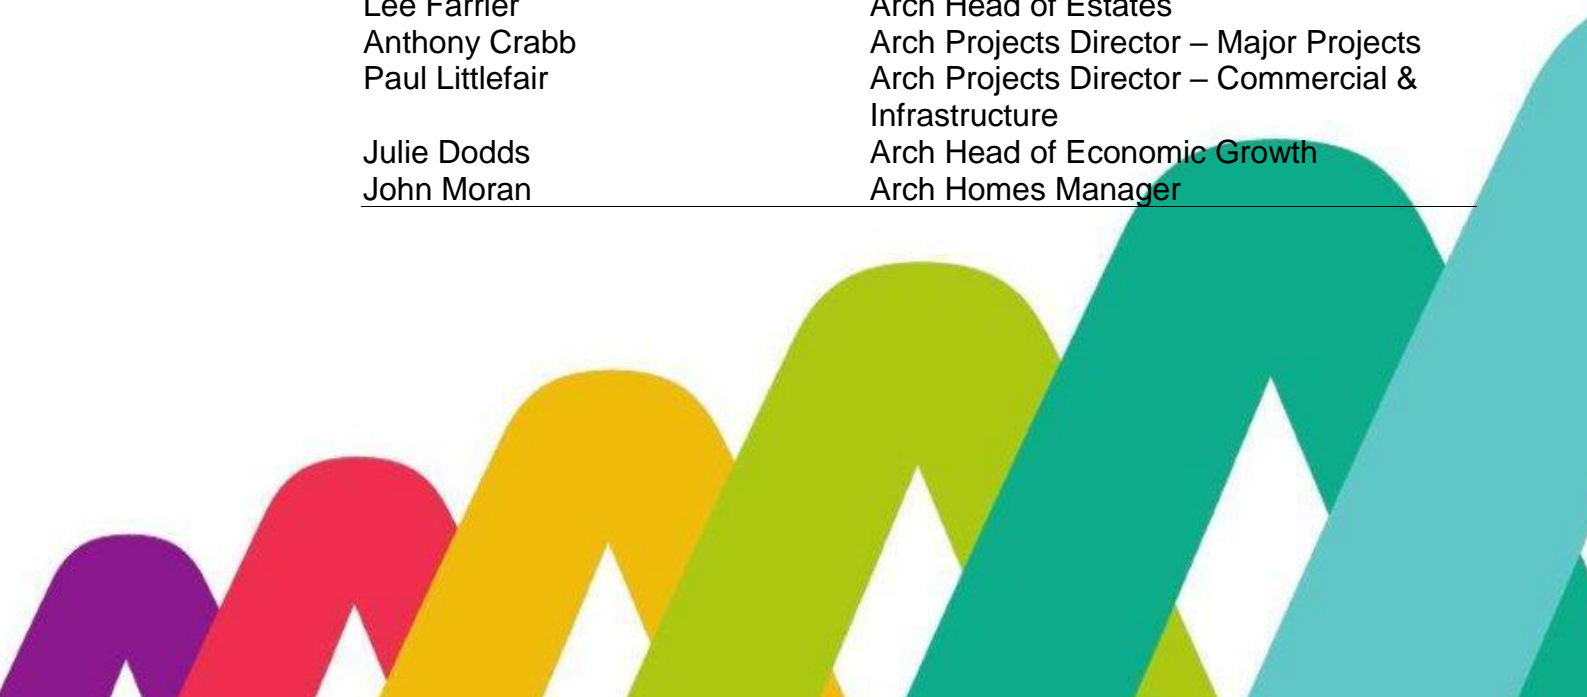 Lee Farrier Arch Head of Estates
Anthony Crabb Arch Projects Director – Major Projects
Paul Littlefair Arch Projects Director – Commercial &
Infrastructure
Julie Dodds Arch Head of Economic Growth
John Moran Arch Homes Manager